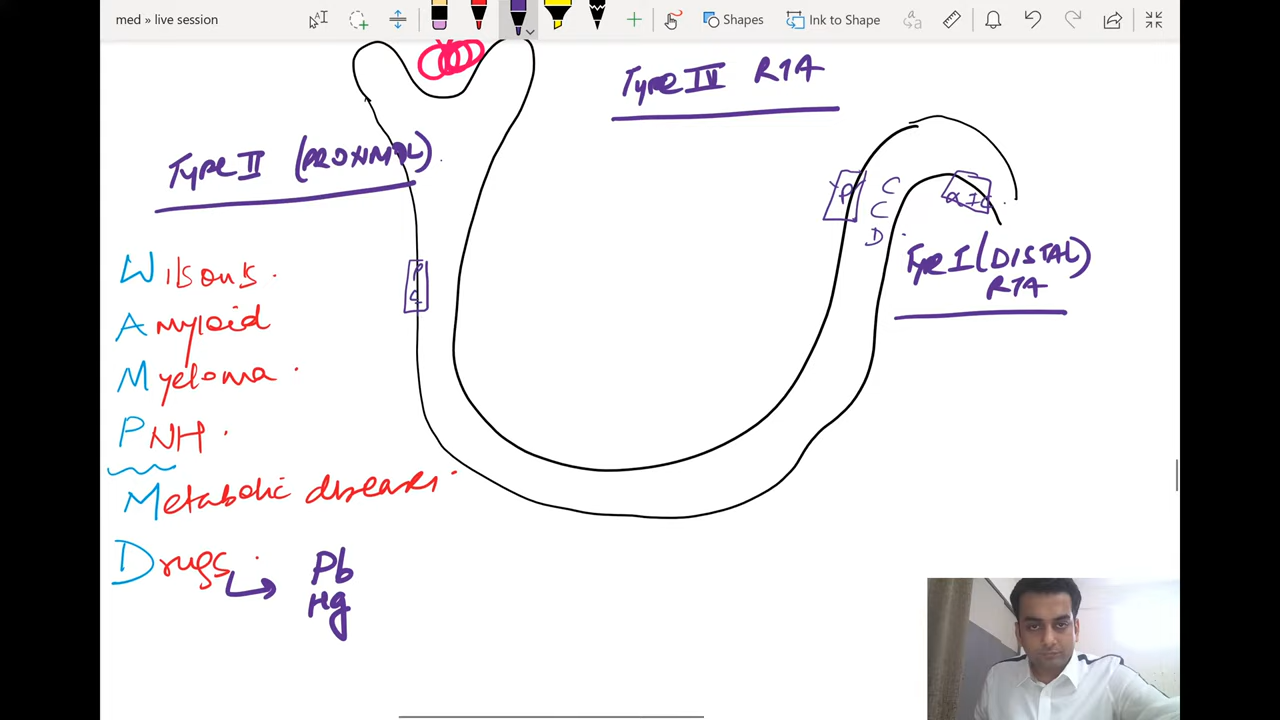 med » live session
Shapes
Ink to Shape
Type IV RTA
Type II (PROXIMAL)
P
C
C
D
Type I (DISTAL)
RTA
Wilson's
Amyloid
Myeloma
PNH
Metabolic diseases
Drugs
Pb
Hg